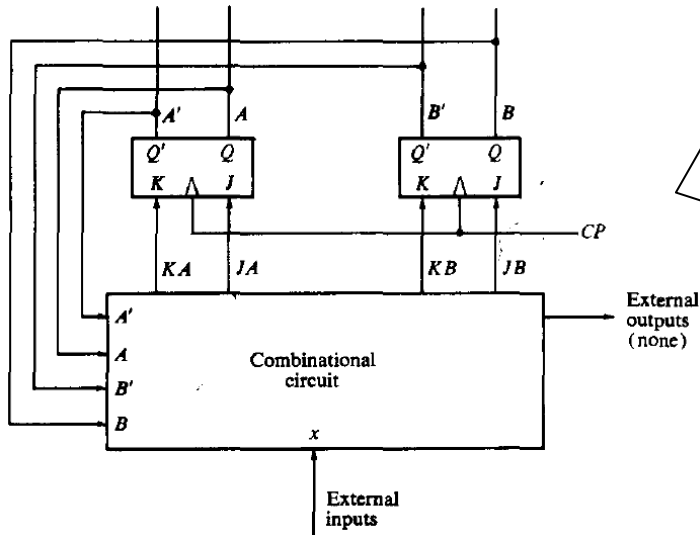 A' A B' B
Q' Q Q' Q
K J K J
CP
KA JA KB JB
External
outputs
(none)
A'
A
Combinational
circuit
B'
B
x
External
inputs